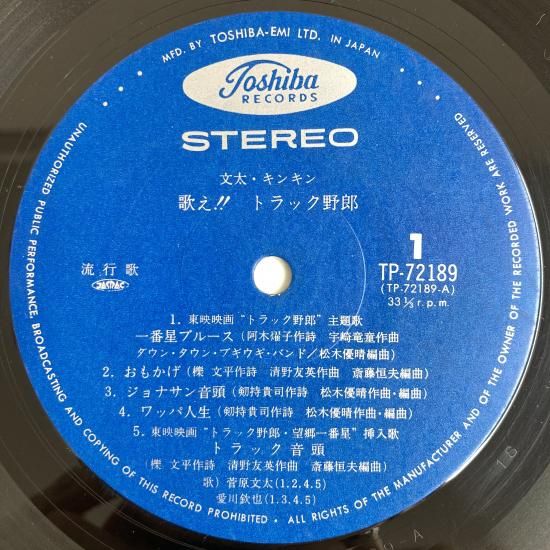 • • • MFD. BY TOSHIBA-EMI LTD. IN JAPAN • • •
Toshiba
RECORDS
STEREO
文太・キンキン
歌え!! トラック野郎
流行歌
JASRAC
1
TP-72189
(TP-72189-A)
33⅓ r.p.m.
1. 東映映画 “トラック野郎” 主題歌
一番星ブルース (阿木燿子作詩 宇崎竜童作曲
ダウン・タウン・ブギウギ・バンド/松木優晴編曲)
2. おもかげ (樫 文平作詩 清野友英作曲 斎藤恒夫編曲)
3. ジョナサン音頭 (剱持貴司作詩 松木優晴作曲・編曲)
4. ワッパ人生 (剱持貴司作詩 松木優晴作曲・編曲)
5. 東映映画 “トラック野郎・望郷一番星” 挿入歌
トラック音頭
(樫 文平作詩 清野友英作曲 斎藤恒夫編曲)
歌) 菅原文太(1.2.4.5)
愛川欽也(1.3.4.5)
UNAUTHORIZED PUBLIC PERFORMANCE, BROADCASTING AND COPYING OF THIS RECORD PROHIBITED • ALL RIGHTS OF THE MANUFACTURER AND OF THE OWNER OF THE RECORDED WORK ARE RESERVED